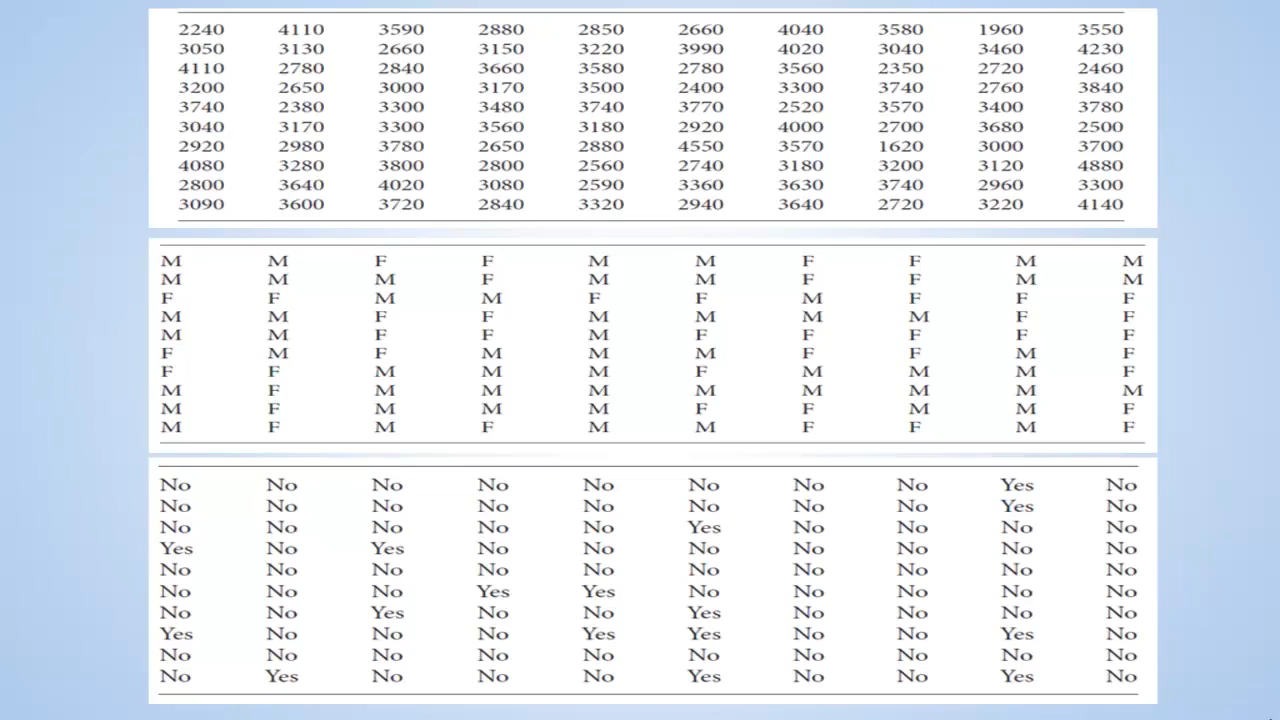 2240 4110 3590 2880 2850 2660 4040 3580 1960 3550
3050 3130 2660 3150 3220 3990 4020 3040 3460 4230
4110 2780 2840 3660 3580 2780 3560 2350 2720 2460
3200 2650 3000 3170 3500 2400 3300 3740 2760 3840
3740 2380 3300 3480 3740 3770 2520 3570 3400 3780
3040 3170 3300 3560 3180 2920 4000 2700 3680 2500
2920 2980 3780 2650 2880 4550 3570 1620 3000 3700
4080 3280 3800 2800 2560 2740 3180 3200 3120 4880
2800 3640 4020 3080 2590 3360 3630 3740 2960 3300
3090 3600 3720 2840 3320 2940 3640 2720 3220 4140
M M F F M M F F M M
M M M F M M F F M M
F F M M F F M F F F
M M F F M M M M F F
M M F F M F F F F F
F M F M M M F F M F
F F M M M F M M M F
M F M M M M M M M M
M F M M M F F M M F
M F M F M M F F M F
No No No No No No No No Yes No
No No No No No No No No Yes No
No No No No No Yes No No No No
Yes No Yes No No No No No No No
No No No No No No No No No No
No No No Yes Yes No No No No No
No No Yes No No Yes No No No No
Yes No No No Yes Yes No No Yes No
No No No No No No No No No No
No Yes No No No Yes No No Yes No